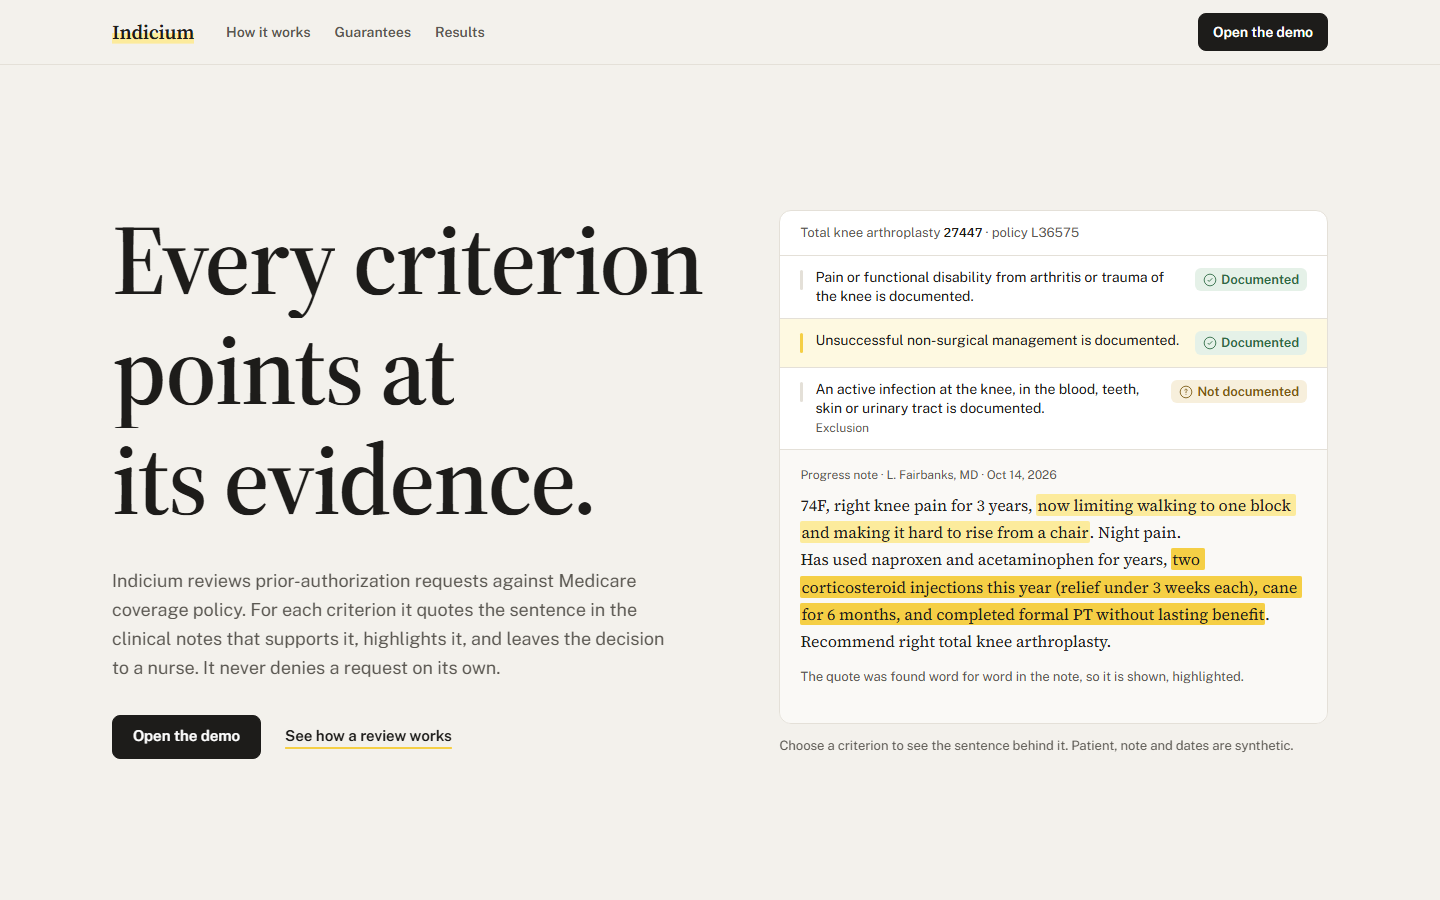 Indicium
How it works
Guarantees
Results
Open the demo
Every criterion
points at
its evidence.
Indicium reviews prior-authorization requests against Medicare
coverage policy. For each criterion it quotes the sentence in the
clinical notes that supports it, highlights it, and leaves the decision
to a nurse. It never denies a request on its own.
Open the demo
See how a review works
Total knee arthroplasty 27447 · policy L36575
Pain or functional disability from arthritis or trauma of
the knee is documented.
Documented
Unsuccessful non-surgical management is documented.
Documented
An active infection at the knee, in the blood, teeth,
skin or urinary tract is documented.
Exclusion
Not documented
Progress note · L. Fairbanks, MD · Oct 14, 2026
74F, right knee pain for 3 years, now limiting walking to one block
and making it hard to rise from a chair. Night pain.
Has used naproxen and acetaminophen for years, two
corticosteroid injections this year (relief under 3 weeks each), cane
for 6 months, and completed formal PT without lasting benefit.
Recommend right total knee arthroplasty.
The quote was found word for word in the note, so it is shown, highlighted.
Choose a criterion to see the sentence behind it. Patient, note and dates are synthetic.